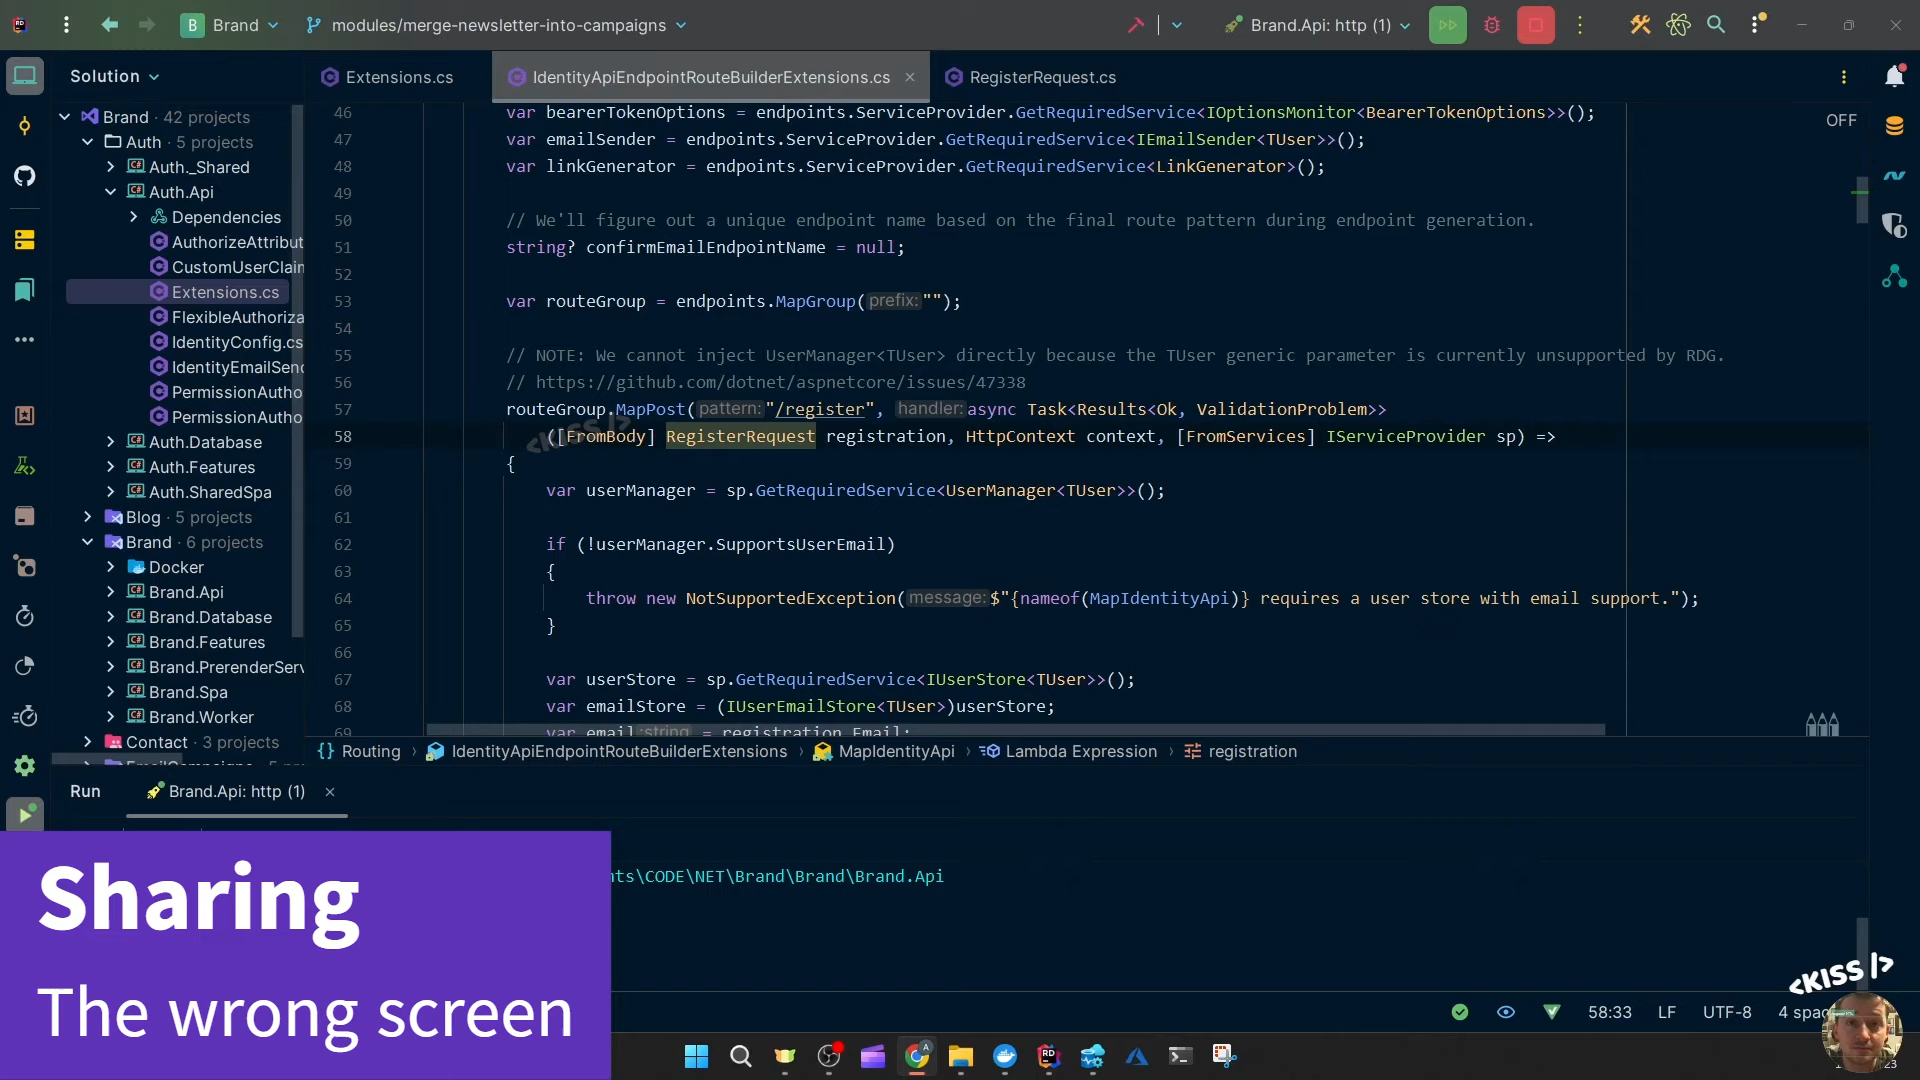 B Brand
modules/merge-newsletter-into-campaigns
Brand.Api: http (1)
Solution
Extensions.cs
IdentityApiEndpointRouteBuilderExtensions.cs
RegisterRequest.cs
Brand · 42 projects
Auth · 5 projects
Auth._Shared
Auth.Api
Dependencies
AuthorizeAttribut
CustomUserClain
Extensions.cs
FlexibleAuthoriza
IdentityConfig.cs
IdentityEmailSend
PermissionAutho
PermissionAutho
Auth.Database
Auth.Features
Auth.SharedSpa
Blog · 5 projects
Brand · 6 projects
Docker
Brand.Api
Brand.Database
Brand.Features
Brand.PrerenderServ
Brand.Spa
Brand.Worker
Contact · 3 projects
OFF
46 var bearerTokenOptions = endpoints.ServiceProvider.GetRequiredService<IOptionsMonitor<BearerTokenOptions>>();
47 var emailSender = endpoints.ServiceProvider.GetRequiredService<IEmailSender<TUser>>();
48 var linkGenerator = endpoints.ServiceProvider.GetRequiredService<LinkGenerator>();
49
50 // We'll figure out a unique endpoint name based on the final route pattern during endpoint generation.
51 string? confirmEmailEndpointName = null;
52
53 var routeGroup = endpoints.MapGroup(prefix:"");
54
55 // NOTE: We cannot inject UserManager<TUser> directly because the TUser generic parameter is currently unsupported by RDG.
56 // https://github.com/dotnet/aspnetcore/issues/47338
57 routeGroup.MapPost(pattern:"/register", handler:async Task<Results<Ok, ValidationProblem>>
58 ([FromBody] RegisterRequest registration, HttpContext context, [FromServices] IServiceProvider sp) =>
59 {
60 var userManager = sp.GetRequiredService<UserManager<TUser>>();
61
62 if (!userManager.SupportsUserEmail)
63 {
64 throw new NotSupportedException(message:$"{nameof(MapIdentityApi)} requires a user store with email support.");
65 }
66
67 var userStore = sp.GetRequiredService<IUserStore<TUser>>();
68 var emailStore = (IUserEmailStore<TUser>)userStore;
69 var email:string = registration.Email;
<KISS />
{} Routing › IdentityApiEndpointRouteBuilderExtensions › MapIdentityApi › Lambda Expression › registration
Run
Brand.Api: http (1)
nts\CODE\NET\Brand\Brand\Brand.Api
Sharing
The wrong screen
<KISS />
58:33 LF UTF-8 4 spac